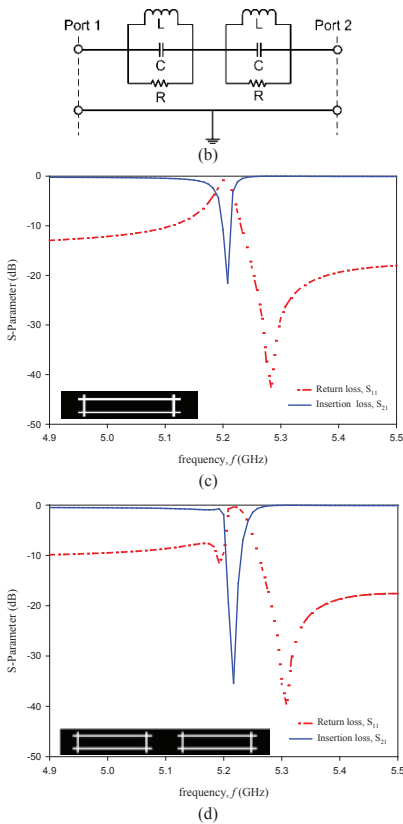 Port 1
L
L
Port 2
C
C
R
R
(b)
0
-10
-20
-30
-40
-50
S-Parameter (dB)
Return loss, S₁₁
Insertion loss, S₂₁
4.9 5.0 5.1 5.2 5.3 5.4 5.5
frequency, f (GHz)
(c)
0
-10
-20
-30
-40
-50
S-Parameter (dB)
Return loss, S₁₁
Insertion loss, S₂₁
4.9 5.0 5.1 5.2 5.3 5.4 5.5
frequency, f (GHz)
(d)